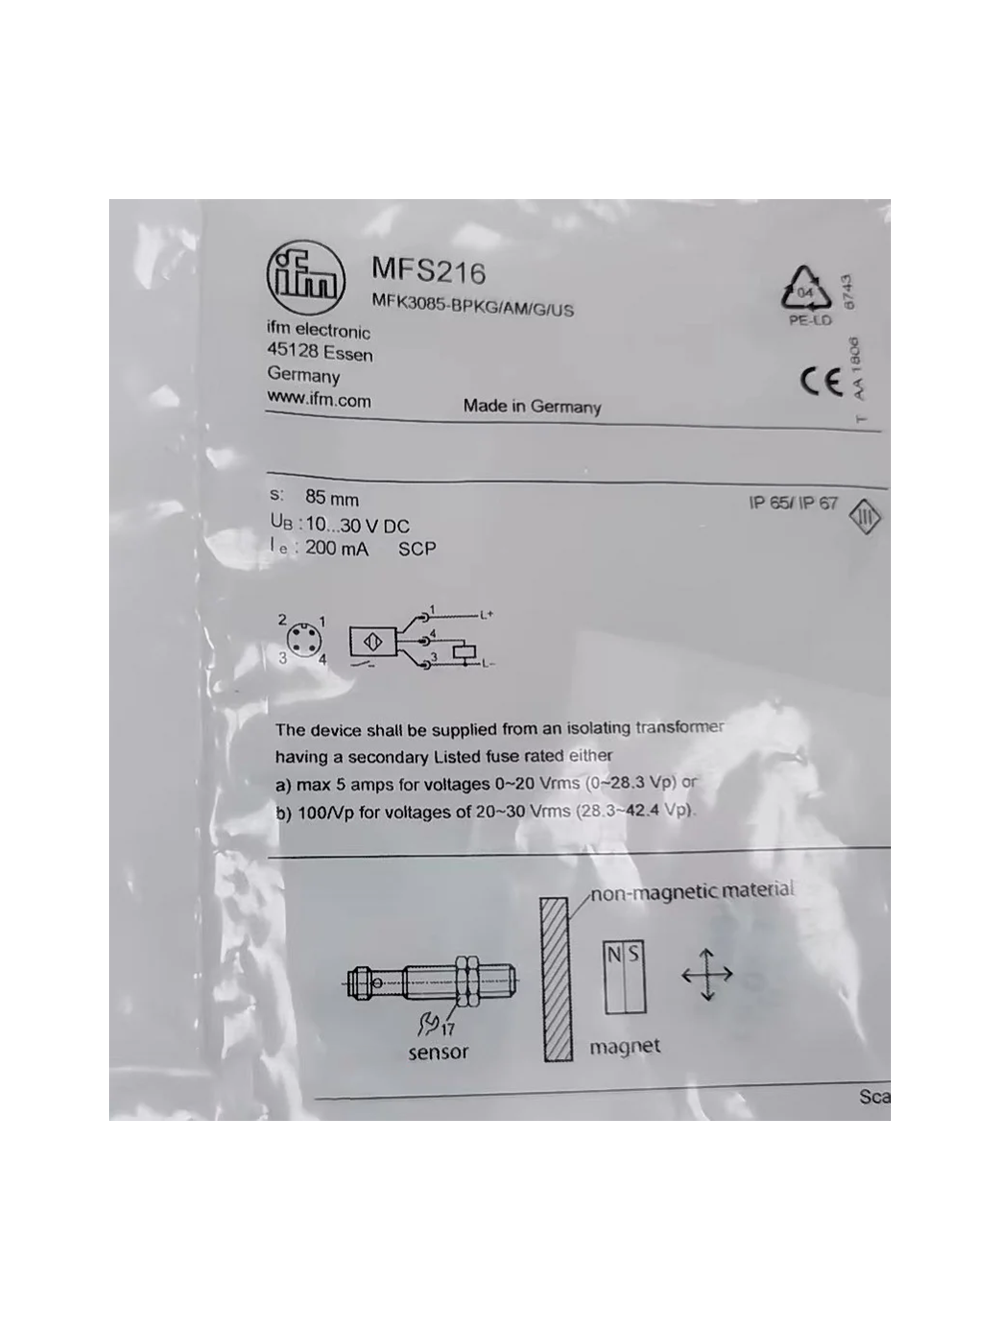 ifm
MFS216
MFK3085-BPKG/AM/G/US
ifm electronic
45128 Essen
Germany
www.ifm.com
Made in Germany
04
PE-LD
8743
T AA 1806
CE
s: 85 mm
UB : 10...30 V DC
Ie : 200 mA SCP
IP 65/ IP 67
III
2 1
3 4
1 L+
4
3 L-
The device shall be supplied from an isolating transformer
having a secondary Listed fuse rated either
a) max 5 amps for voltages 0~20 Vrms (0~28.3 Vp) or
b) 100/Vp for voltages of 20~30 Vrms (28.3~42.4 Vp).
non-magnetic material
N S
17
sensor
magnet
Sca